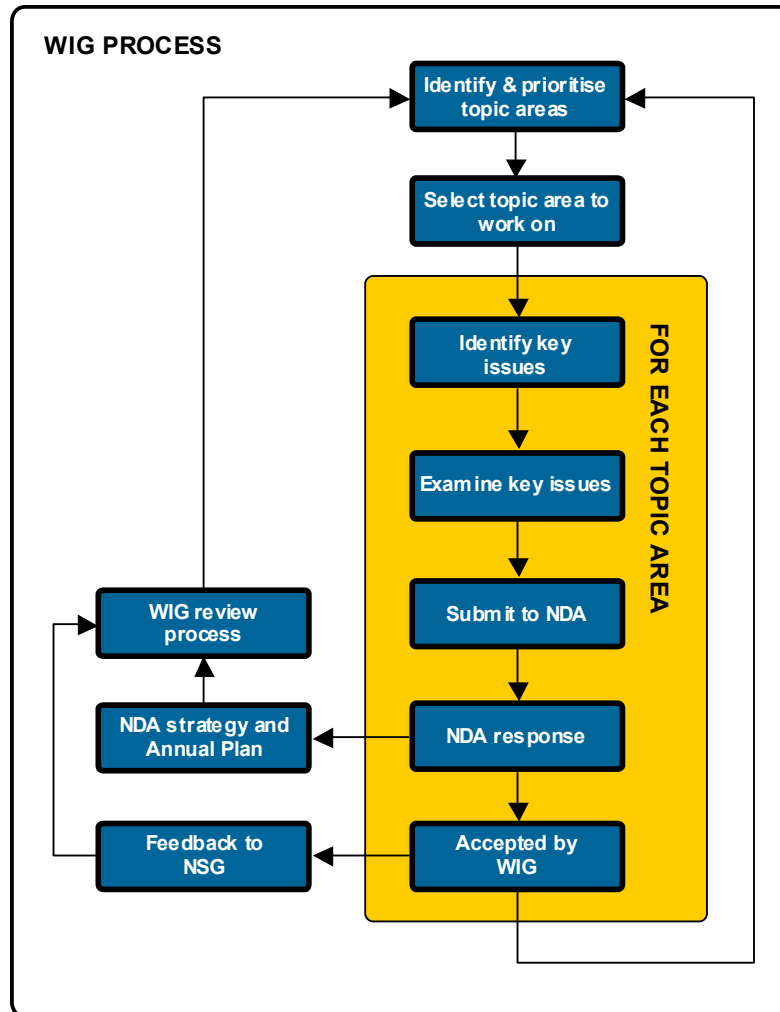 WIG PROCESS
Identify & prioritise
topic areas
Select topic area to
work on
FOR EACH TOPIC AREA
Identify key
issues
Examine key issues
Submit to NDA
WIG review
process
NDA response
NDA strategy and
Annual Plan
Accepted by
WIG
Feedback to
NSG